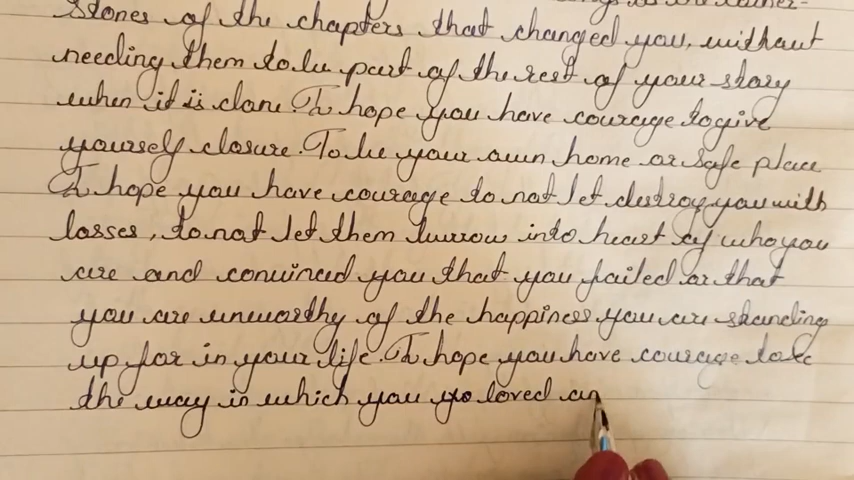 stones of the chapters that changed you, without
needing them to be part of the rest of your story
when it is done. I hope you have courage to give
yourself closure. To be your own home or safe place
I hope you have courage to not let destroy you with
losses, to not let them burrow into heart of who you
are and convinced you that you failed or that
you are unworthy of the happiness you are standing
up for in your life. I hope you have courage to
the way in which you loved an